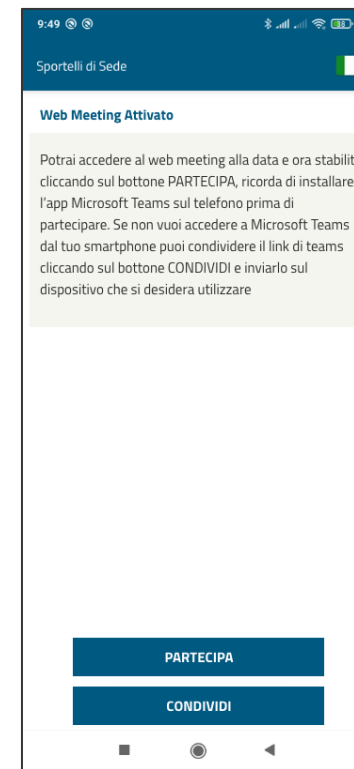 9:49
38
Sportelli di Sede
Web Meeting Attivato
Potrai accedere al web meeting alla data e ora stabilit
cliccando sul bottone PARTECIPA, ricorda di installare
l'app Microsoft Teams sul telefono prima di
partecipare. Se non vuoi accedere a Microsoft Teams
dal tuo smartphone puoi condividere il link di teams
cliccando sul bottone CONDIVIDI e inviarlo sul
dispositivo che si desidera utilizzare
PARTECIPA
CONDIVIDI